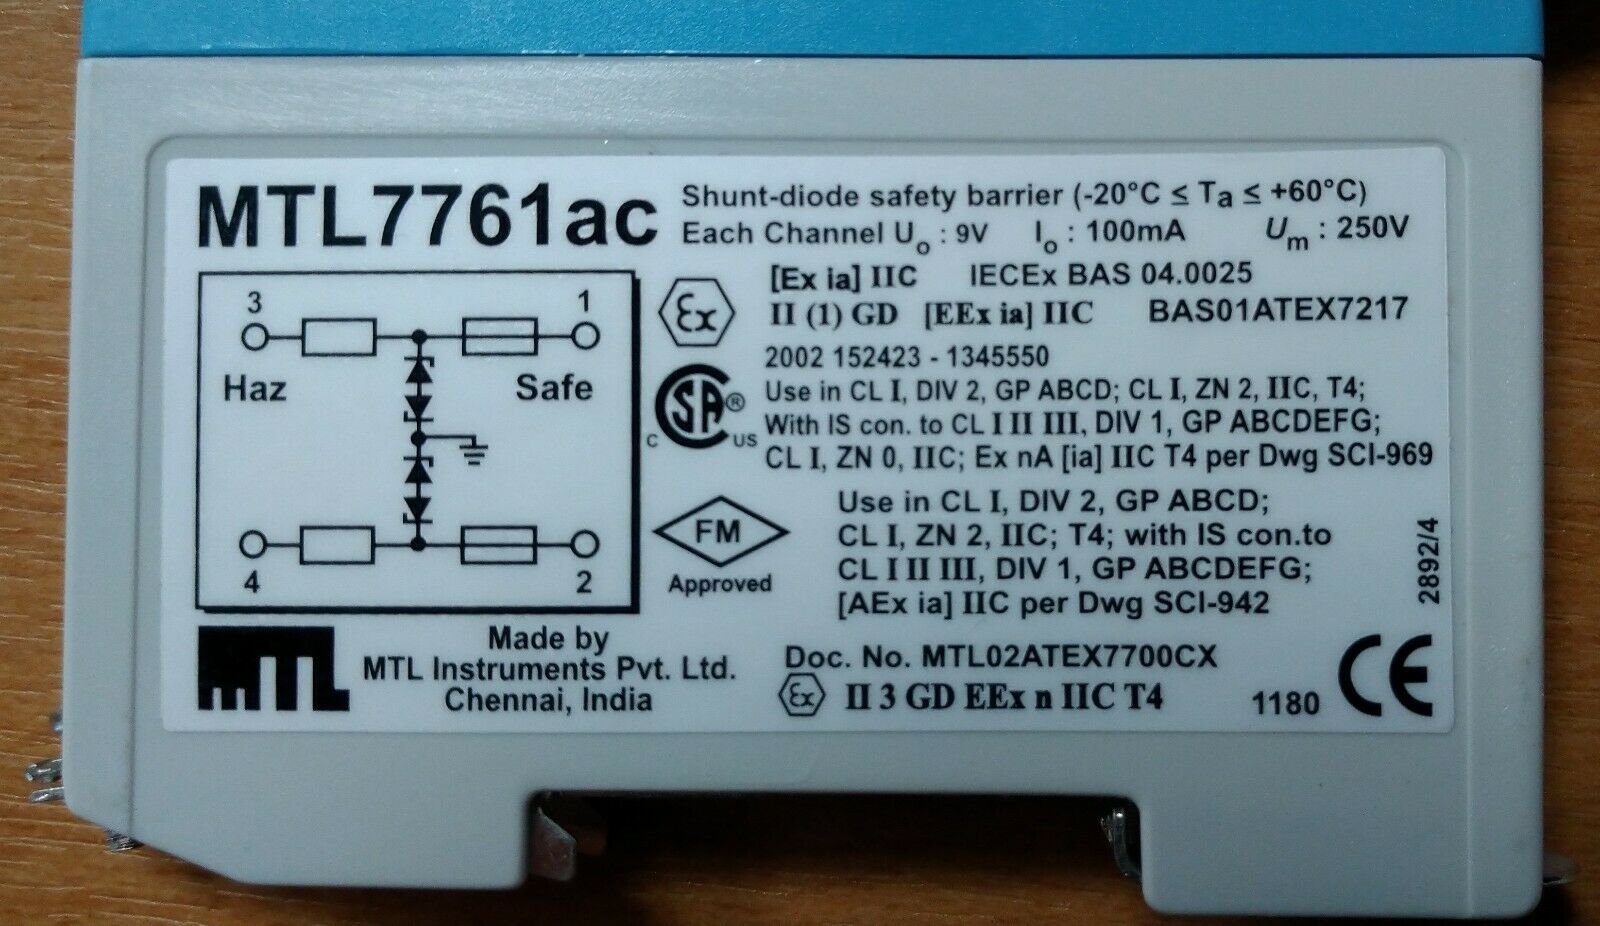 MTL7761ac
Shunt-diode safety barrier (-20°C ≤ Ta ≤ +60°C)
Each Channel Uo : 9V Io : 100mA Um : 250V
[Ex ia] IIC IECEx BAS 04.0025
Ex II (1) GD [EEx ia] IIC BAS01ATEX7217
2002 152423 - 1345550
C SA ® US
Use in CL I, DIV 2, GP ABCD; CL I, ZN 2, IIC, T4;
With IS con. to CL I II III, DIV 1, GP ABCDEFG;
CL I, ZN 0, IIC; Ex nA [ia] IIC T4 per Dwg SCI-969
3 1
Haz Safe
4 2
FM
Approved
Use in CL I, DIV 2, GP ABCD;
CL I, ZN 2, IIC; T4; with IS con.to
CL I II III, DIV 1, GP ABCDEFG;
[AEx ia] IIC per Dwg SCI-942
2892/4
MTL
Made by
MTL Instruments Pvt. Ltd.
Chennai, India
Doc. No. MTL02ATEX7700CX
Ex II 3 GD EEx n IIC T4
1180 CE